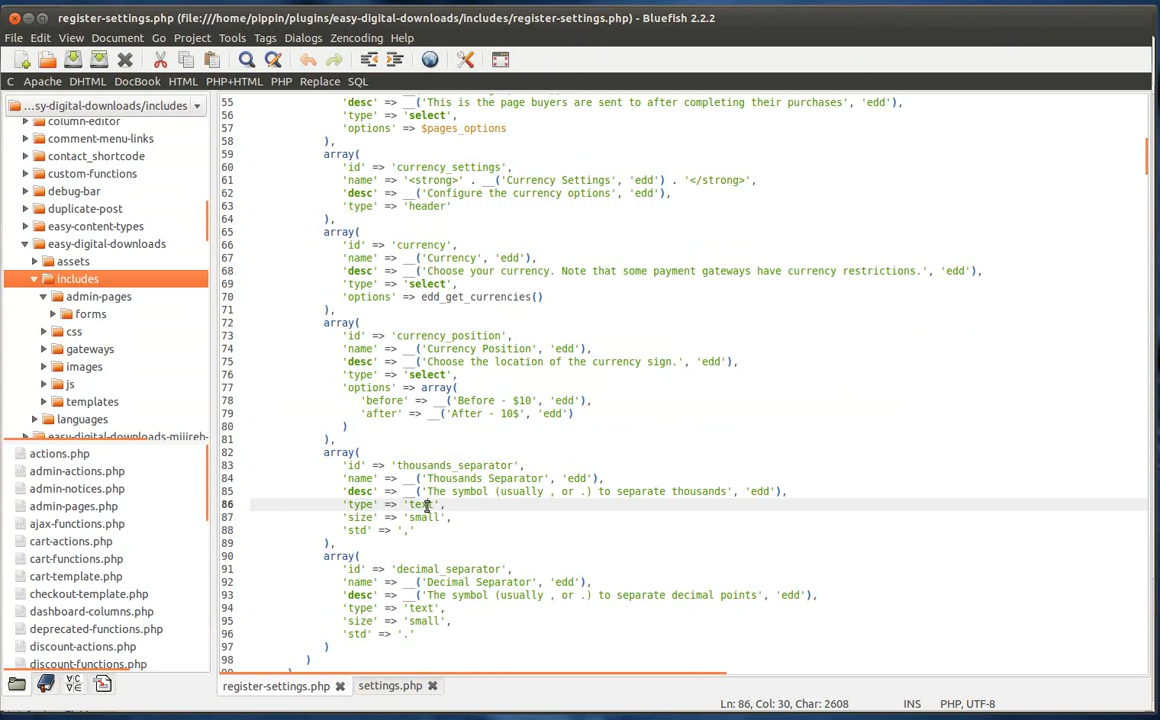 register-settings.php (file:///home/pippin/plugins/easy-digital-downloads/includes/register-settings.php) - Bluefish 2.2.2
File Edit View Document Go Project Tools Tags Dialogs Zencoding Help
C Apache DHTML DocBook HTML PHP+HTML PHP Replace SQL
...sy-digital-downloads/includes
column-editor
comment-menu-links
contact_shortcode
custom-functions
debug-bar
duplicate-post
easy-content-types
easy-digital-downloads
assets
includes
admin-pages
forms
css
gateways
images
js
templates
languages
easy-digital-downloads-mijireh-
actions.php
admin-actions.php
admin-notices.php
admin-pages.php
ajax-functions.php
cart-actions.php
cart-functions.php
cart-template.php
checkout-template.php
dashboard-columns.php
deprecated-functions.php
discount-actions.php
discount_functions.php
55 'desc' => __('This is the page buyers are sent to after completing their purchases', 'edd'),
56 'type' => 'select',
57 'options' => $pages_options
58 ),
59 array(
60 'id' => 'currency_settings',
61 'name' => '<strong>' . __('Currency Settings', 'edd') . '</strong>',
62 'desc' => __('Configure the currency options', 'edd'),
63 'type' => 'header'
64 ),
65 array(
66 'id' => 'currency',
67 'name' => __('Currency', 'edd'),
68 'desc' => __('Choose your currency. Note that some payment gateways have currency restrictions.', 'edd'),
69 'type' => 'select',
70 'options' => edd_get_currencies()
71 ),
72 array(
73 'id' => 'currency_position',
74 'name' => __('Currency Position', 'edd'),
75 'desc' => __('Choose the location of the currency sign.', 'edd'),
76 'type' => 'select',
77 'options' => array(
78 'before' => __('Before - $10', 'edd'),
79 'after' => __('After - 10$', 'edd')
80 )
81 ),
82 array(
83 'id' => 'thousands_separator',
84 'name' => __('Thousands Separator', 'edd'),
85 'desc' => __('The symbol (usually , or .) to separate thousands', 'edd'),
86 'type' => 'text',
87 'size' => 'small',
88 'std' => ','
89 ),
90 array(
91 'id' => 'decimal_separator',
92 'name' => __('Decimal Separator', 'edd'),
93 'desc' => __('The symbol (usually , or .) to separate decimal points', 'edd'),
94 'type' => 'text',
95 'size' => 'small',
96 'std' => '.'
97 )
98 )
register-settings.php settings.php
Ln: 86, Col: 30, Char: 2608 INS PHP, UTF-8